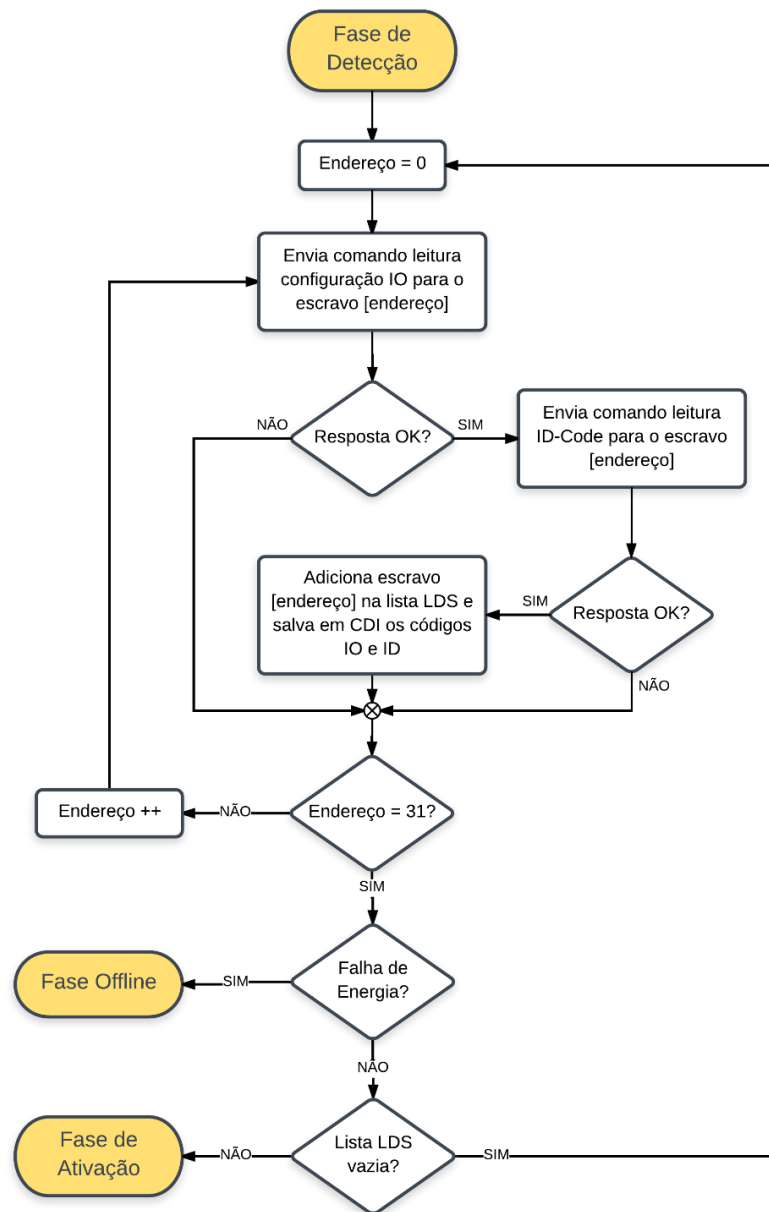 Fase de
Detecção
Endereço = 0
Envia comando leitura
configuração IO para o
escravo [endereço]
Resposta OK?
NÃO
SIM
Envia comando leitura
ID-Code para o escravo
[endereço]
Resposta OK?
SIM
NÃO
Adiciona escravo
[endereço] na lista LDS e
salva em CDI os códigos
IO e ID
Endereço = 31?
NÃO
Endereço ++
SIM
Falha de
Energia?
SIM
Fase Offline
NÃO
Lista LDS
vazia?
NÃO
SIM
Fase de
Ativação